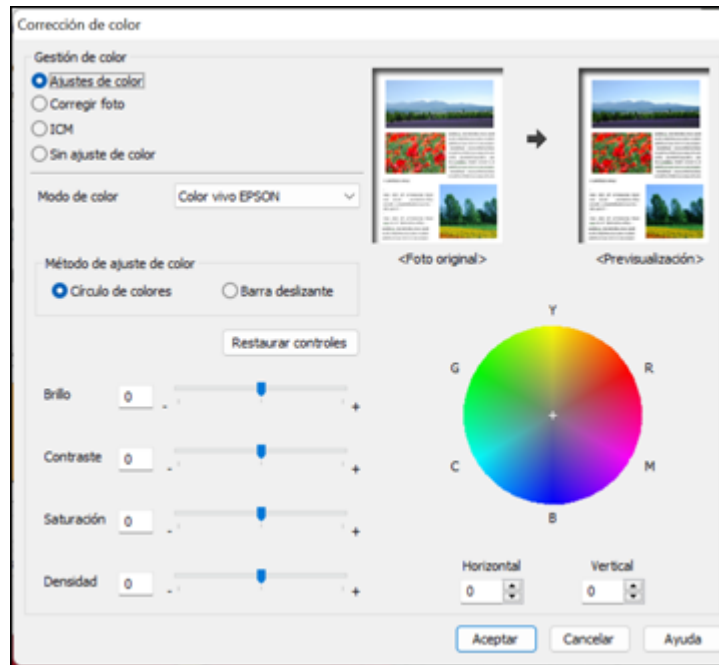 Corrección de color
Gestión de color
Ajustes de color
Corregir foto
ICM
Sin ajuste de color
Modo de color
Color vivo EPSON
<Foto original>
<Previsualización>
Método de ajuste de color
Círculo de colores
Barra deslizante
Restaurar controles
Brillo 0 - +
Contraste 0 - +
Saturación 0 - +
Densidad 0 - +
Y
G R
C M
B
Horizontal Vertical
0 0
Aceptar Cancelar Ayuda